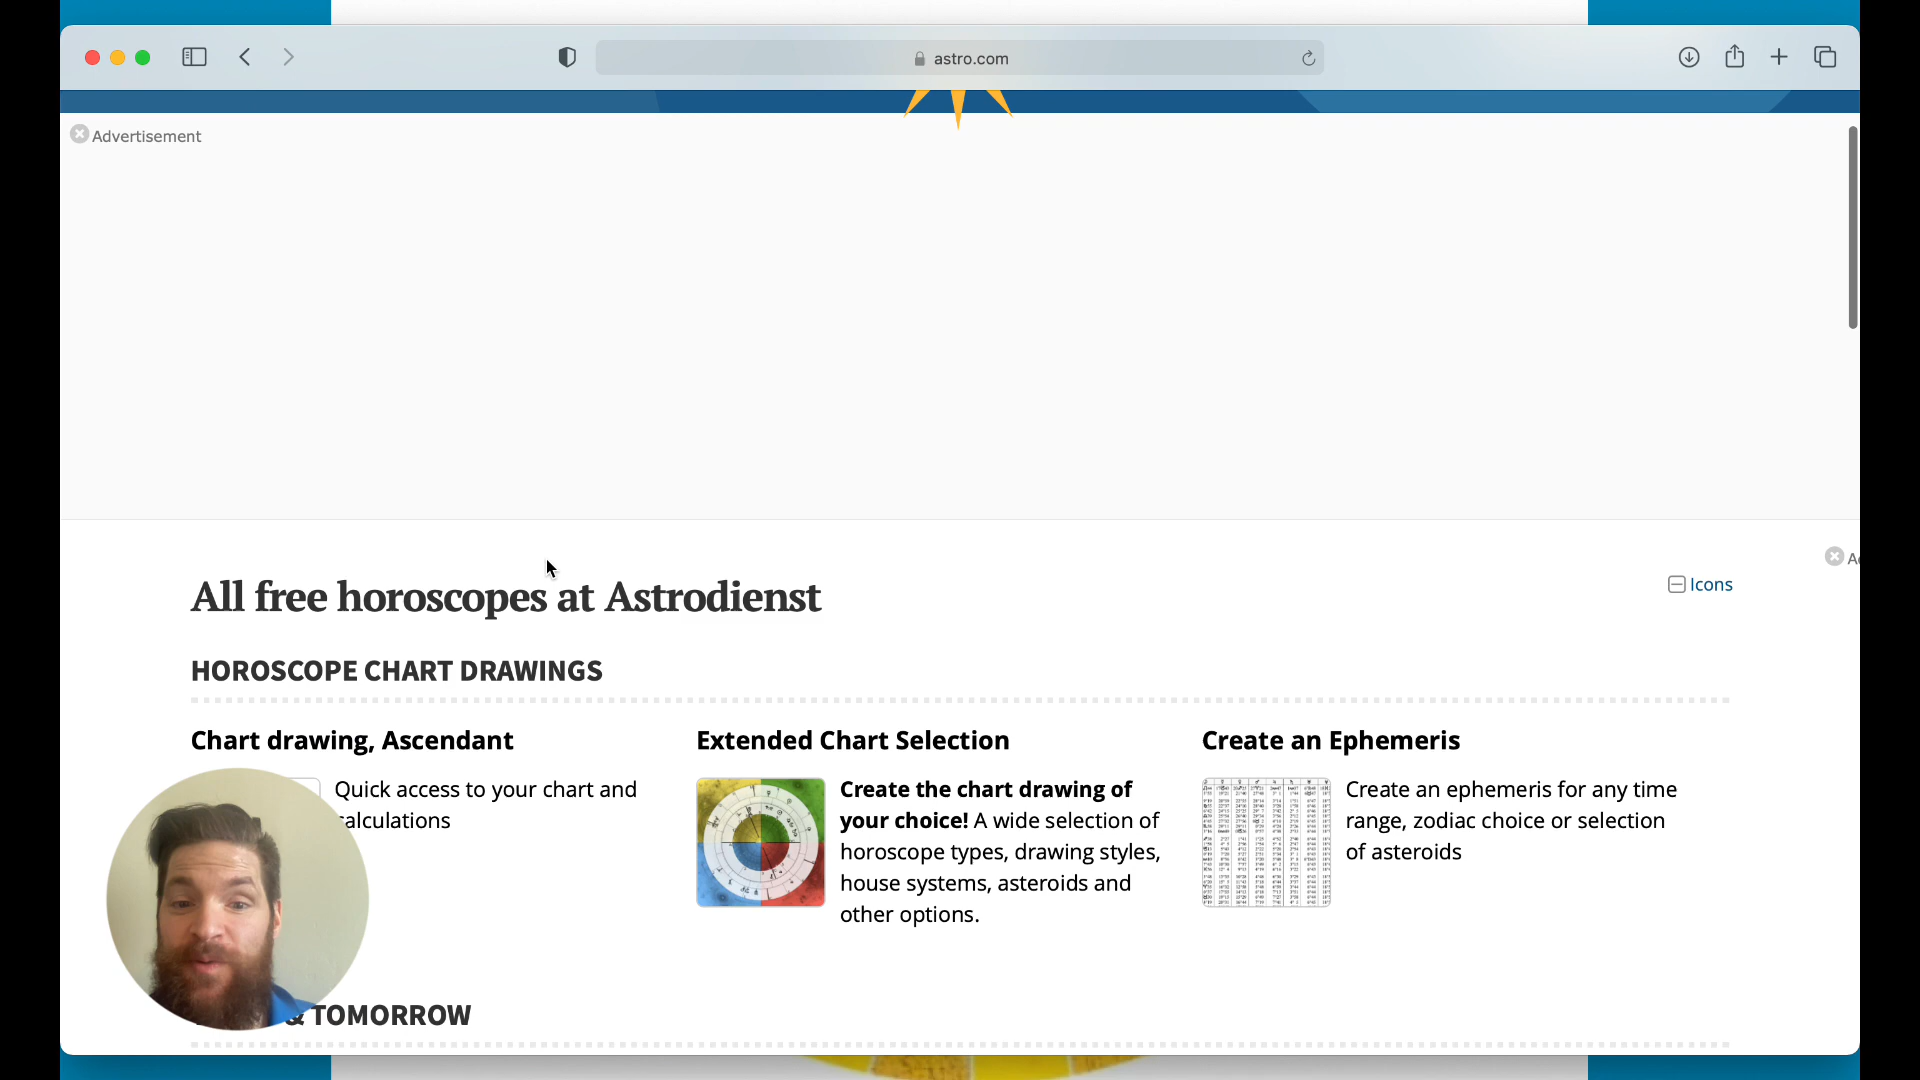 astro.com
Advertisement
All free horoscopes at Astrodienst
Icons
HOROSCOPE CHART DRAWINGS
Chart drawing, Ascendant
Quick access to your chart and
calculations
Extended Chart Selection
Create the chart drawing of
your choice! A wide selection of
horoscope types, drawing styles,
house systems, asteroids and
other options.
Create an Ephemeris
Create an ephemeris for any time
range, zodiac choice or selection
of asteroids
& TOMORROW